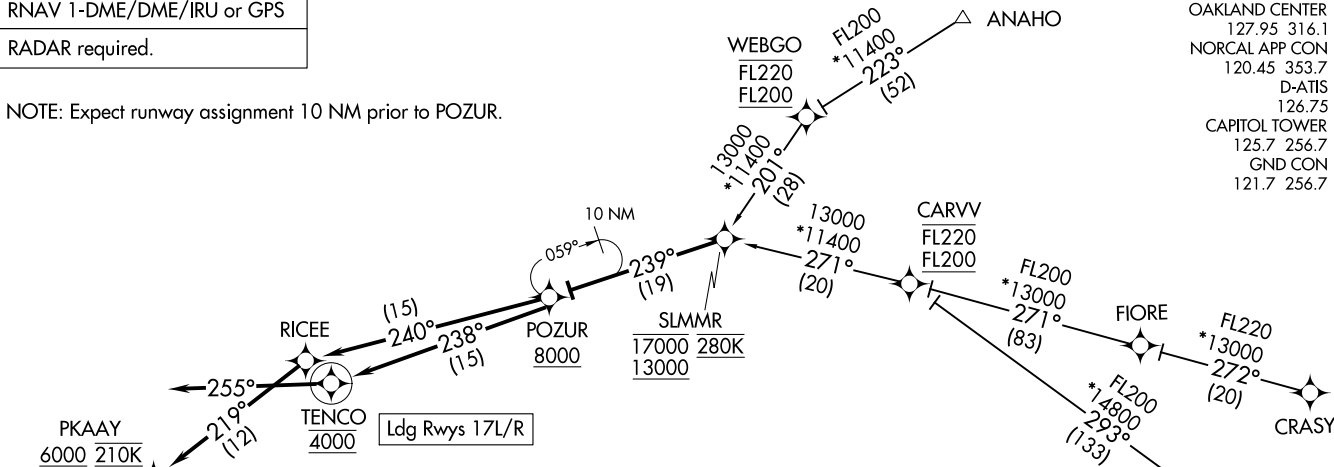 RNAV 1-DME/DME/IRU or GPS
RADAR required.
NOTE: Expect runway assignment 10 NM prior to POZUR.
OAKLAND CENTER
127.95 316.1
NORCAL APP CON
120.45 353.7
D-ATIS
126.75
CAPITOL TOWER
125.7 256.7
GND CON
121.7 256.7
ANAHO
FL200
*11400
223°
(52)
WEBGO
FL220
FL200
13000
*11400
201°
(28)
CARVV
FL220
FL200
13000
*11400
271°
(20)
FL200
*13000
271°
(83)
FIORE
FL220
*13000
272°
(20)
CRASY
FL200
*14800
293°
(133)
SLMMR
17000 280K
13000
10 NM
059°
239°
(19)
POZUR
8000
(15)
240°
238°
(15)
RICEE
255°
219°
(12)
TENCO
4000
Ldg Rwys 17L/R
PKAAY
6000 210K